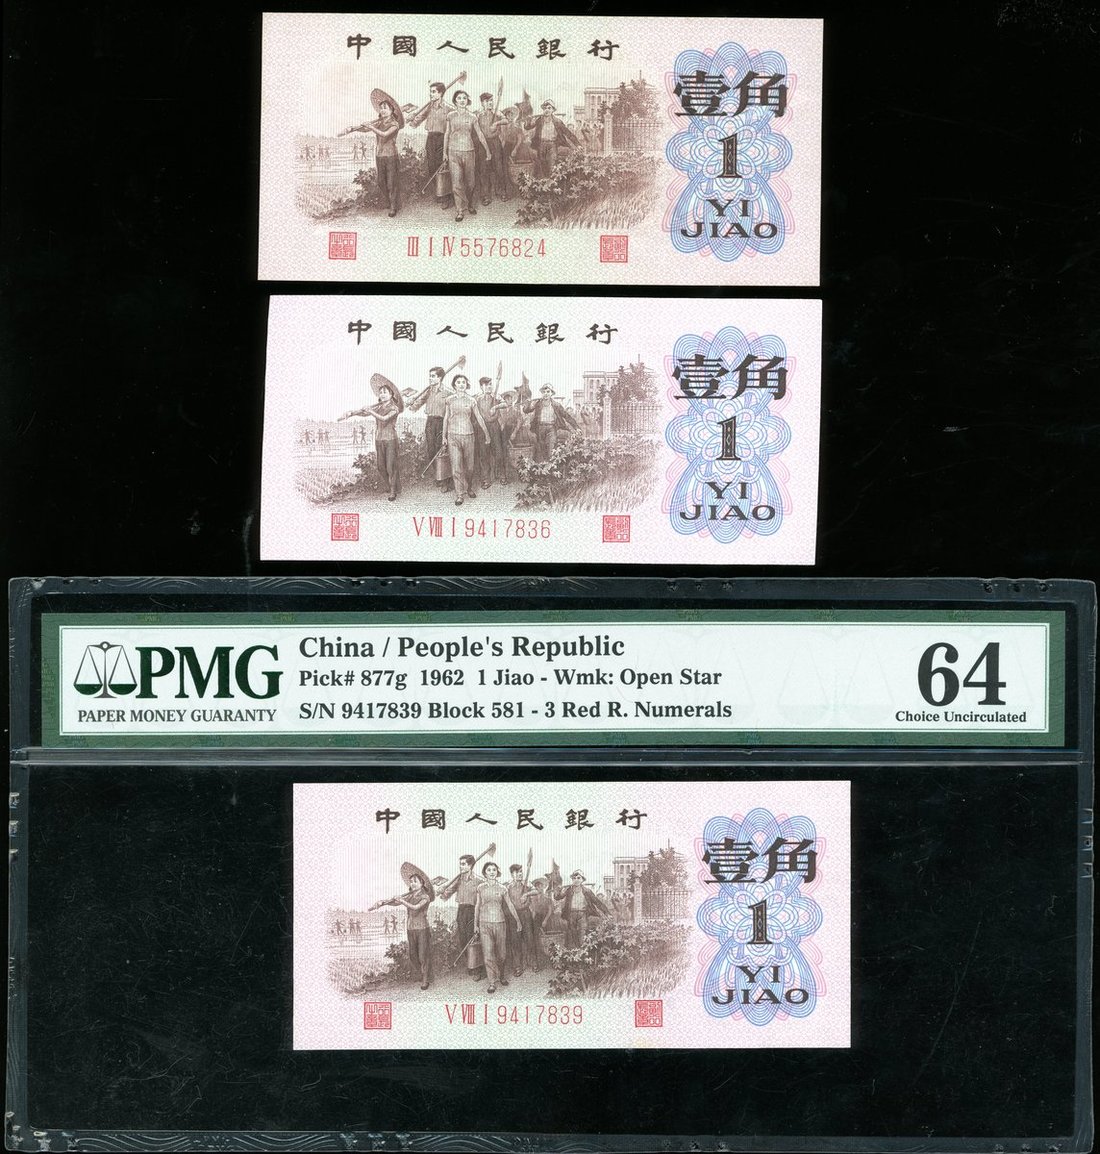 中國人民銀行
壹角
1
YI
JIAO
III I IV 5576824
中國人民銀行
壹角
1
YI
JIAO
V VIII I 9417836
PMG
PAPER MONEY GUARANTY
China / People's Republic
Pick# 877g 1962 1 Jiao - Wmk: Open Star
S/N 9417839 Block 581 - 3 Red R. Numerals
64
Choice Uncirculated
中國人民銀行
壹角
1
YI
JIAO
V VIII I 9417839